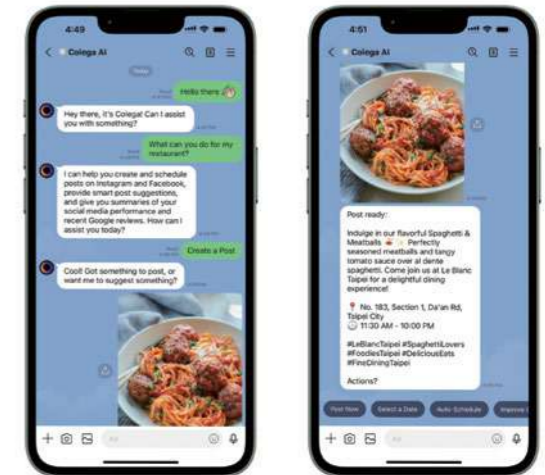 4:49
Colega AI
Today
Hello there
Hey there, it's Colega! Can I assist
you with something?
What can you do for my
restaurant?
I can help you create and schedule
posts on Instagram and Facebook,
provide smart post suggestions,
and give you summaries of your
social media performance and
recent Google reviews. How can I
assist you today?
Create a Post
Cool! Got something to post, or
want me to suggest something?
4:51
Colega AI
Post ready:
Indulge in our flavorful Spaghetti &
Meatballs Perfectly
seasoned meatballs and tangy
tomato sauce over al dente
spaghetti. Come join us at Le Blanc
Taipei for a delightful dining
experience!
No. 183, Section 1, Da'an Rd,
Taipei City
11:30 AM - 10:00 PM
#LeBlancTaipei #SpaghettiLovers
#FoodiesTaipei #DeliciousEats
#FineDiningTaipei
Actions?
Post Now
Select a Date
Auto-Schedule
Improve
Aa
Aa